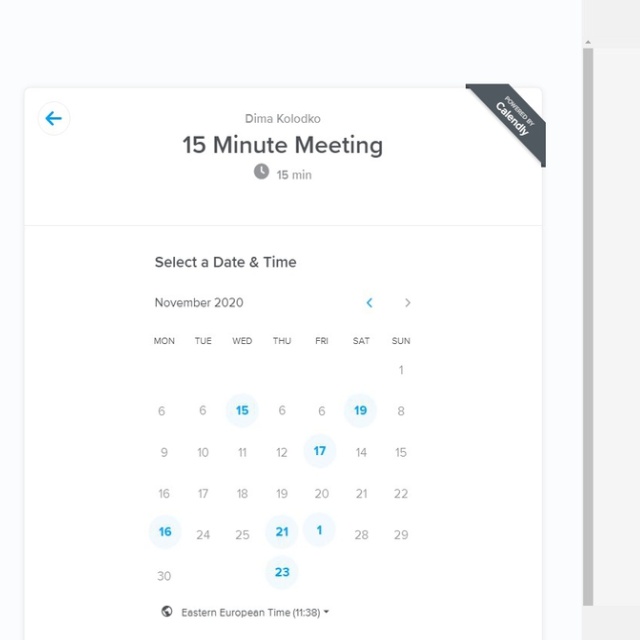 POWERED BY
Calendly
Dima Kolodko
15 Minute Meeting
15 min
Select a Date & Time
November 2020
MON TUE WED THU FRI SAT SUN
1
6 6 15 6 6 19 8
9 10 11 12 17 14 15
16 17 18 19 20 21 22
16 24 25 21 1 28 29
30 23
Eastern European Time (11:38)